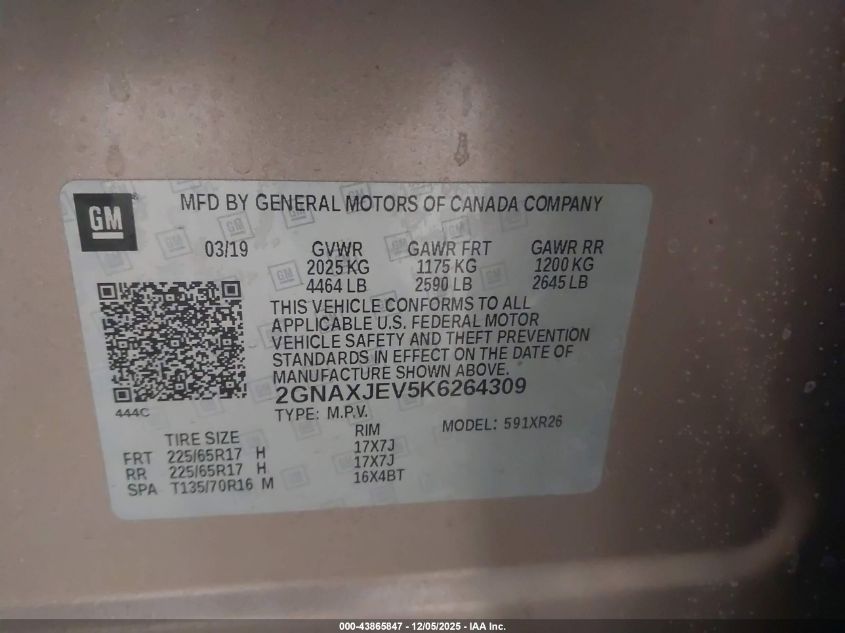 GM
MFD BY GENERAL MOTORS OF CANADA COMPANY
03/19 GVWR GAWR FRT GAWR RR
2025 KG 1175 KG 1200 KG
4464 LB 2590 LB 2645 LB
THIS VEHICLE CONFORMS TO ALL
APPLICABLE U.S. FEDERAL MOTOR
VEHICLE SAFETY AND THEFT PREVENTION
STANDARDS IN EFFECT ON THE DATE OF
MANUFACTURE SHOWN ABOVE.
2GNAXJEV5K6264309
444C
TYPE: M.P.V. MODEL: 591XR26
TIRE SIZE RIM
FRT 225/65R17 H 17X7J
RR 225/65R17 H 17X7J
SPA T135/70R16 M 16X4BT
000-43865847 - 12/05/2025 - IAA Inc.